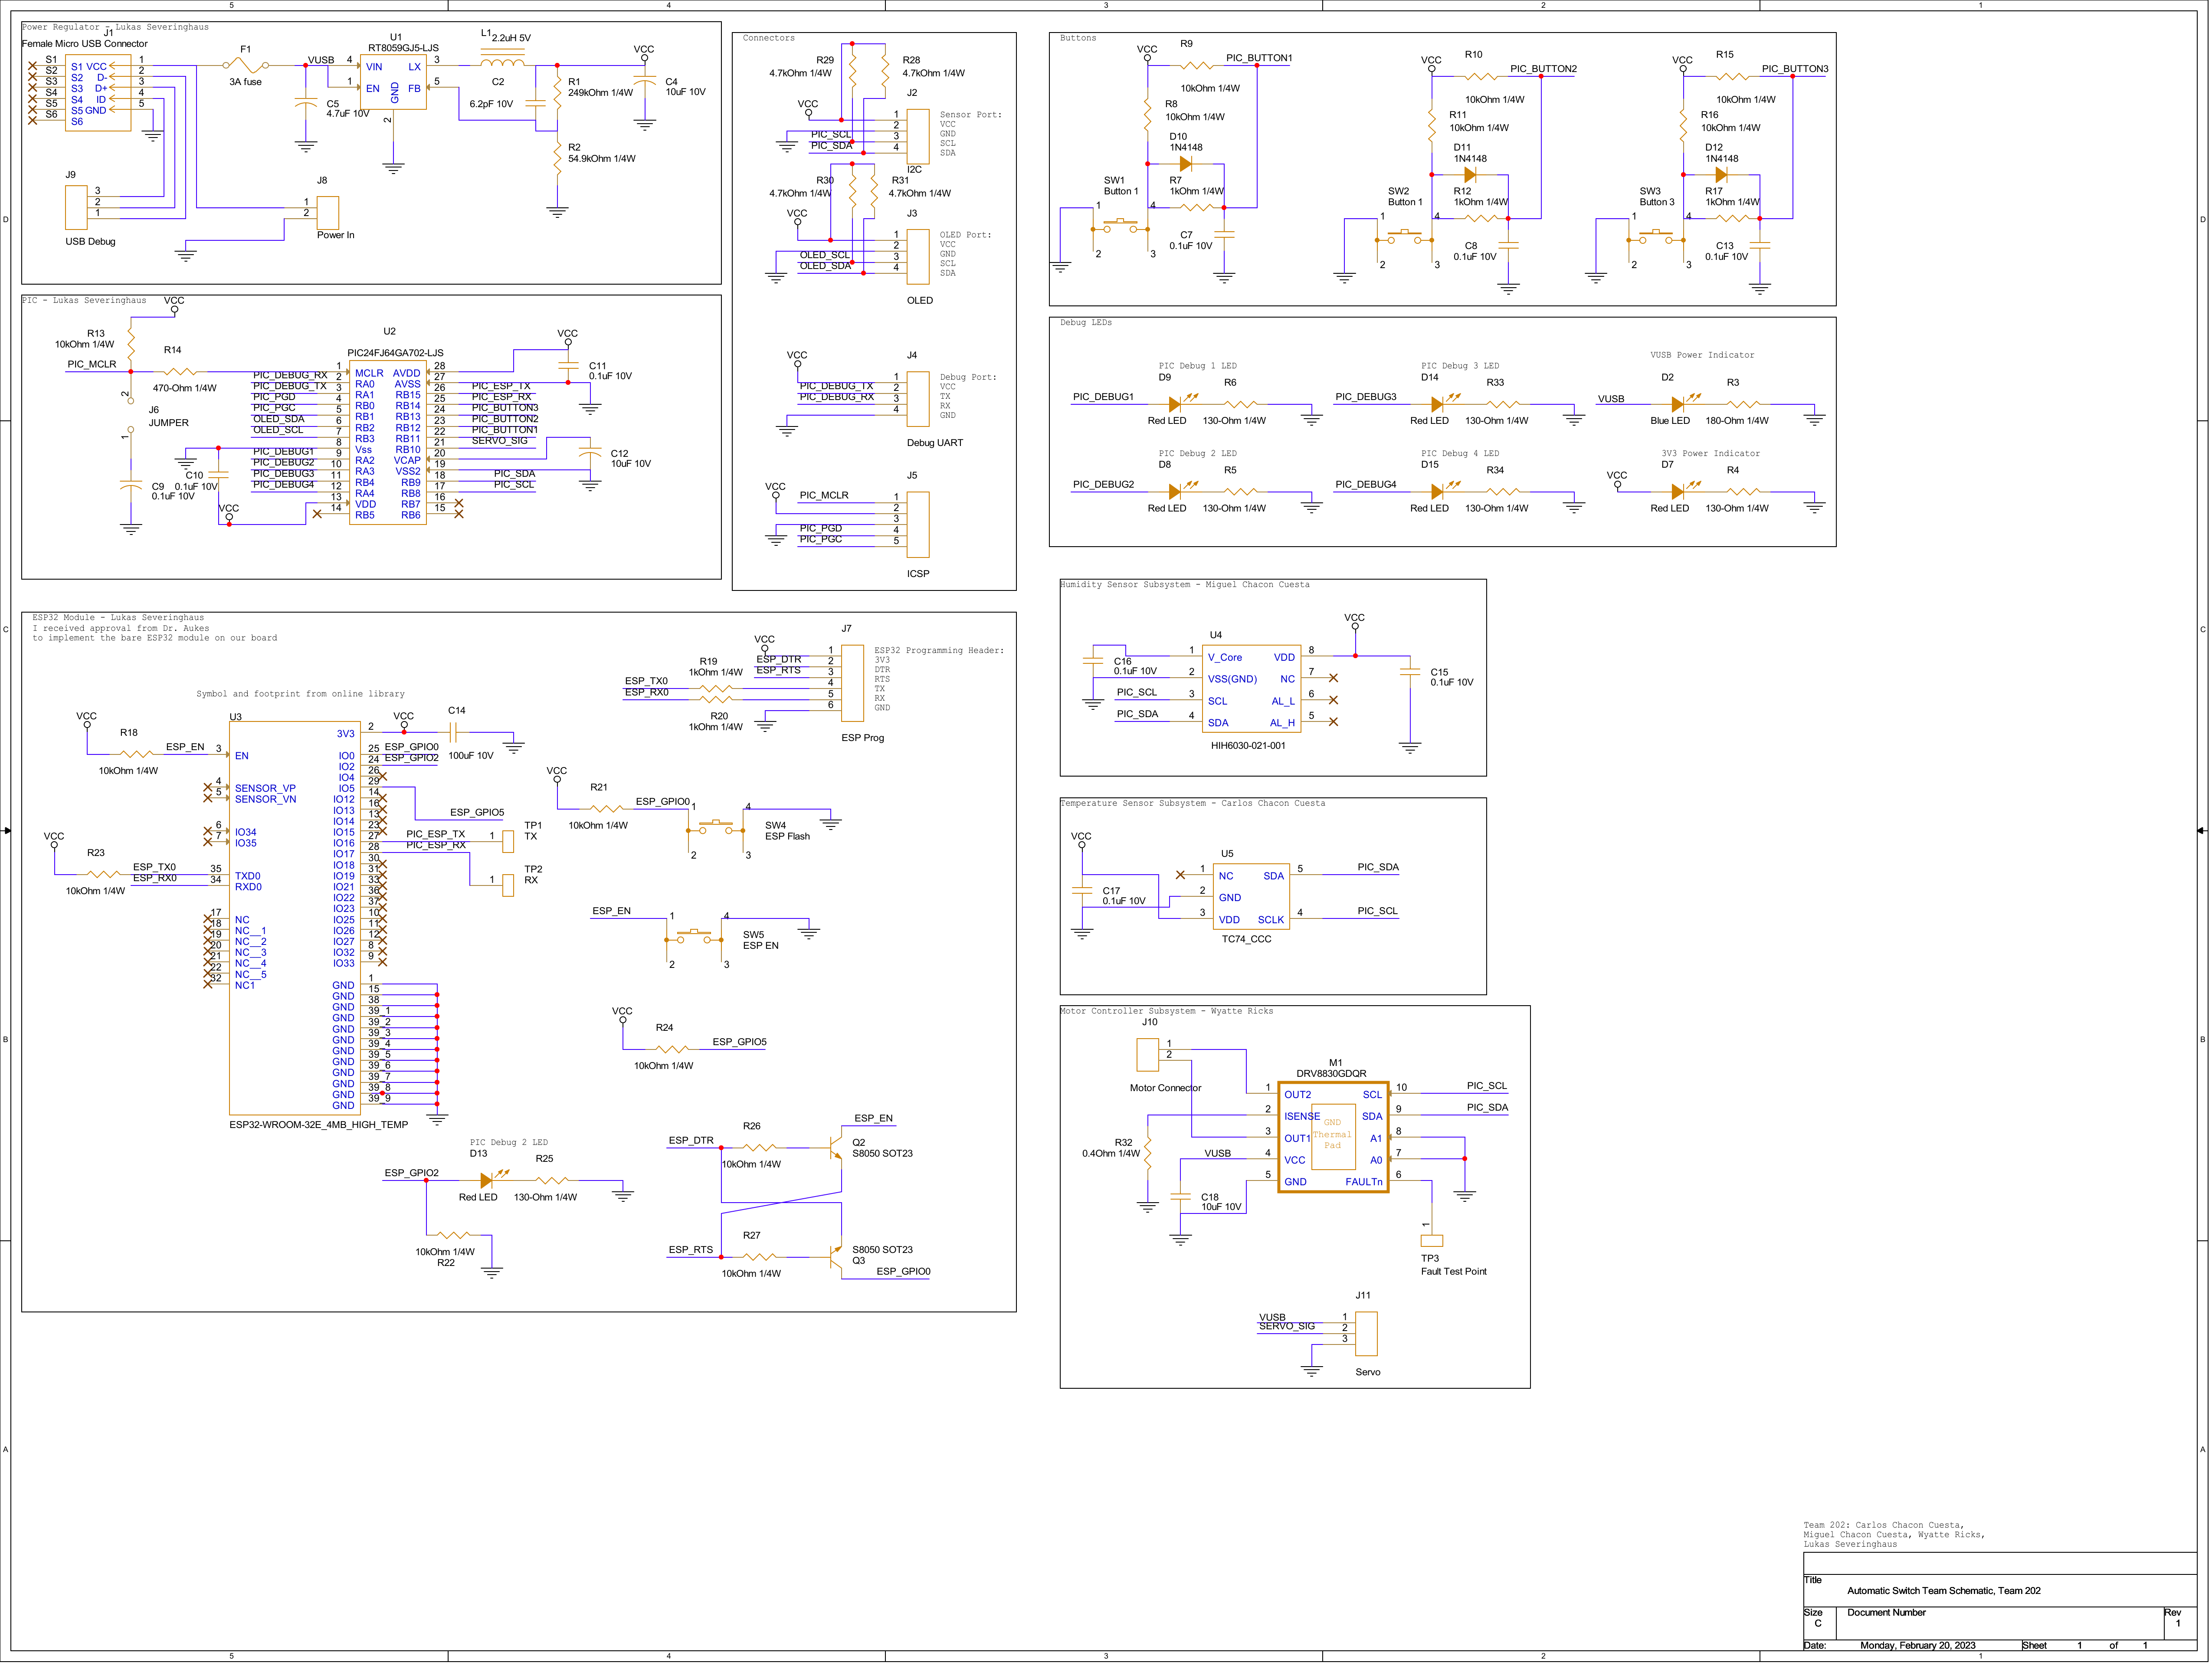 5 4 3 2 1
Power Regulator - Lukas Severinghaus
J1
Female Micro USB Connector
S1
S2
S3
S4
S5
S6
S1 VCC
S2 D-
S3 D+
S4 ID
S5 GND
S6
1
2
3
4
5
F1
3A fuse
VUSB
U1
RT8059GJ5-LJS
4 VIN LX 3
1 EN FB 5
GND
2
L1
2.2uH 5V
C5
4.7uF 10V
C2
6.2pF 10V
R1
249kOhm 1/4W
R2
54.9kOhm 1/4W
VCC
C4
10uF 10V
J9
3
2
1
USB Debug
J8
1
2
Power In
PIC - Lukas Severinghaus
VCC
R13
10kOhm 1/4W
PIC_MCLR
R14
470-Ohm 1/4W
2
J6
JUMPER
1
C9
0.1uF 10V
C10
0.1uF 10V
VCC
U2
PIC24FJ64GA702-LJS
PIC_DEBUG_RX
PIC_DEBUG_TX
PIC_PGD
PIC_PGC
OLED_SDA
OLED_SCL
PIC_DEBUG1
PIC_DEBUG2
PIC_DEBUG3
PIC_DEBUG4
1 MCLR
2 RA0
3 RA1
4 RB0
5 RB1
6 RB2
7 RB3
8 Vss
9 RA2
10 RA3
11 RB4
12 RA4
13 VDD
14 RB5
AVDD 28
AVSS 27
RB15 26
RB14 25
RB13 24
RB12 23
RB11 22
RB10 21
VCAP 20
VSS2 19
RB9 18
RB8 17
RB7 16
RB6 15
VCC
C11
0.1uF 10V
PIC_ESP_TX
PIC_ESP_RX
PIC_BUTTON3
PIC_BUTTON2
PIC_BUTTON1
SERVO_SIG
C12
10uF 10V
PIC_SDA
PIC_SCL
Connectors
R29
4.7kOhm 1/4W
R28
4.7kOhm 1/4W
J2
VCC
PIC_SCL
PIC_SDA
1
2
3
4
Sensor Port:
VCC
GND
SCL
SDA
I2C
R30
4.7kOhm 1/4W
R31
4.7kOhm 1/4W
J3
VCC
OLED_SCL
OLED_SDA
1
2
3
4
OLED Port:
VCC
GND
SCL
SDA
OLED
VCC
J4
PIC_DEBUG_TX
PIC_DEBUG_RX
1
2
3
4
Debug Port:
VCC
TX
RX
GND
Debug UART
J5
VCC
PIC_MCLR
PIC_PGD
PIC_PGC
1
2
3
4
5
ICSP
Buttons
VCC
R9
10kOhm 1/4W
PIC_BUTTON1
R8
10kOhm 1/4W
D10
1N4148
SW1
Button 1
R7
1kOhm 1/4W
1
4
2
3
C7
0.1uF 10V
VCC
R10
10kOhm 1/4W
PIC_BUTTON2
R11
10kOhm 1/4W
D11
1N4148
SW2
Button 1
R12
1kOhm 1/4W
1
4
2
3
C8
0.1uF 10V
VCC
R15
10kOhm 1/4W
PIC_BUTTON3
R16
10kOhm 1/4W
D12
1N4148
SW3
Button 3
R17
1kOhm 1/4W
1
4
2
3
C13
0.1uF 10V
Debug LEDs
PIC Debug 1 LED
D9
R6
PIC_DEBUG1
Red LED
130-Ohm 1/4W
PIC Debug 3 LED
D14
R33
PIC_DEBUG3
Red LED
130-Ohm 1/4W
VUSB Power Indicator
D2
R3
VUSB
Blue LED
180-Ohm 1/4W
PIC Debug 2 LED
D8
R5
PIC_DEBUG2
Red LED
130-Ohm 1/4W
PIC Debug 4 LED
D15
R34
PIC_DEBUG4
Red LED
130-Ohm 1/4W
3V3 Power Indicator
D7
R4
VCC
Red LED
130-Ohm 1/4W
ESP32 Module - Lukas Severinghaus
I received approval from Dr. Aukes
to implement the bare ESP32 module on our board
Symbol and footprint from online library
VCC
R18
10kOhm 1/4W
ESP_EN
VCC
R23
10kOhm 1/4W
ESP_TX0
ESP_RX0
U3
3 EN
4 SENSOR_VP
5 SENSOR_VN
6 IO34
7 IO35
35 TXD0
34 RXD0
17 NC
18 NC__1
19 NC__2
20 NC__3
21 NC__4
22 NC__5
32 NC1
3V3 2
IO0 25
IO2 24
IO4 26
IO5 29
IO12 14
IO13 16
IO14 13
IO15 23
IO16 27
IO17 28
IO18 30
IO19 31
IO21 33
IO22 36
IO23 37
IO25 10
IO26 11
IO27 12
IO32 8
IO33 9
GND 1
GND 15
GND 38
GND 39_1
GND 39_2
GND 39_3
GND 39_4
GND 39_5
GND 39_6
GND 39_7
GND 39_8
GND 39_9
ESP32-WROOM-32E_4MB_HIGH_TEMP
VCC
C14
100uF 10V
ESP_GPIO0
ESP_GPIO2
ESP_GPIO5
PIC_ESP_TX
PIC_ESP_RX
1
TP1
TX
1
TP2
RX
J7
VCC
ESP_DTR
ESP_RTS
R19
1kOhm 1/4W
ESP_TX0
ESP_RX0
R20
1kOhm 1/4W
1
2
3
4
5
6
ESP32 Programming Header:
3V3
DTR
RTS
TX
RX
GND
ESP Prog
VCC
R21
10kOhm 1/4W
ESP_GPIO0
1
4
2
3
SW4
ESP Flash
ESP_EN
1
4
2
3
SW5
ESP EN
VCC
R24
10kOhm 1/4W
ESP_GPIO5
PIC Debug 2 LED
D13
R25
ESP_GPIO2
Red LED
130-Ohm 1/4W
10kOhm 1/4W
R22
ESP_EN
ESP_DTR
R26
10kOhm 1/4W
Q2
S8050 SOT23
ESP_RTS
R27
10kOhm 1/4W
S8050 SOT23
Q3
ESP_GPIO0
Humidity Sensor Subsystem - Miguel Chacon Cuesta
VCC
U4
C16
0.1uF 10V
PIC_SCL
PIC_SDA
1 V_Core VDD 8
2 VSS(GND) NC 7
3 SCL AL_L 6
4 SDA AL_H 5
HIH6030-021-001
C15
0.1uF 10V
Temperature Sensor Subsystem - Carlos Chacon Cuesta
VCC
U5
C17
0.1uF 10V
1 NC SDA 5
2 GND
3 VDD SCLK 4
PIC_SDA
PIC_SCL
TC74_CCC
Motor Controller Subsystem - Wyatte Ricks
J10
1
2
Motor Connector
M1
DRV8830GDQR
1 OUT2 SCL 10
2 ISENSE SDA 9
3 OUT1 A1 8
4 VCC A0 7
5 GND FAULTn 6
GND
Thermal
Pad
PIC_SCL
PIC_SDA
R32
0.4Ohm 1/4W
VUSB
C18
10uF 10V
1
TP3
Fault Test Point
J11
VUSB
SERVO_SIG
1
2
3
Servo
D
C
B
A
D
C
B
A
Team 202: Carlos Chacon Cuesta,
Miguel Chacon Cuesta, Wyatte Ricks,
Lukas Severinghaus
Title
Automatic Switch Team Schematic, Team 202
Size
C
Document Number
Rev
1
Date: Monday, February 20, 2023 Sheet 1 of 1
5 4 3 2 1